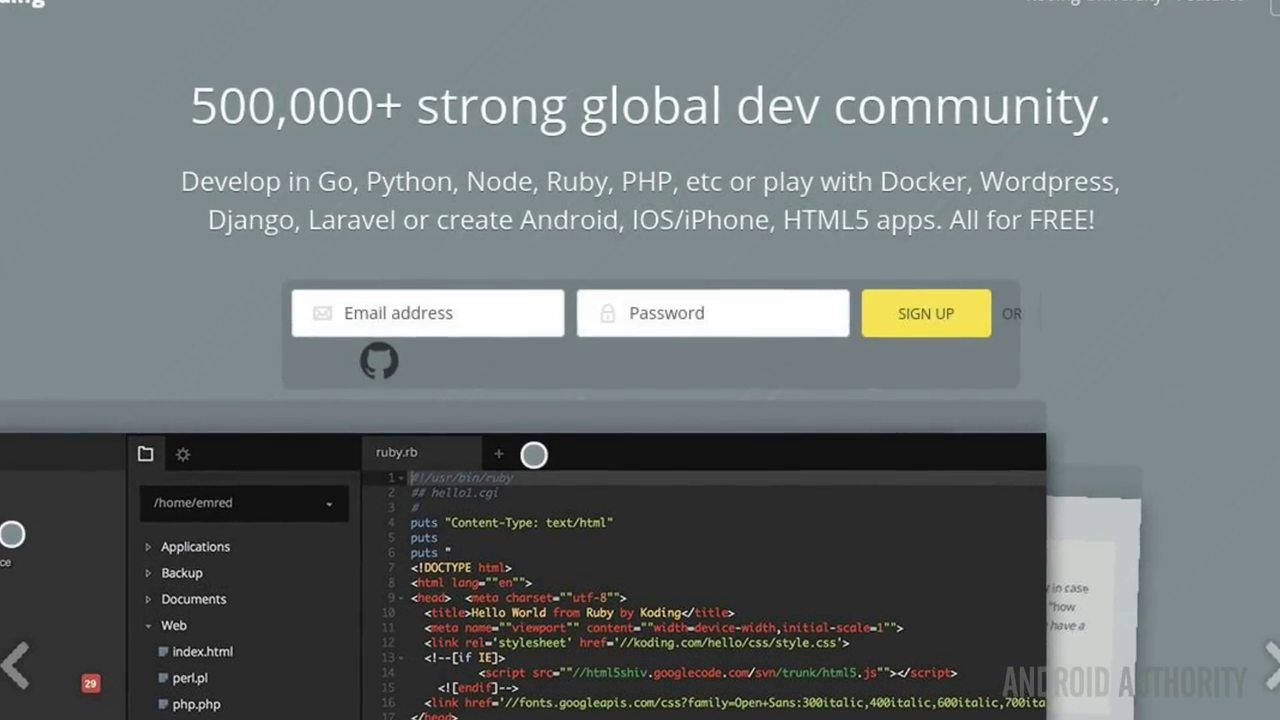 500,000+ strong global dev community.
Develop in Go, Python, Node, Ruby, PHP, etc or play with Docker, Wordpress,
Django, Laravel or create Android, IOS/iPhone, HTML5 apps. All for FREE!
Email address
Password
SIGN UP
OR
ruby.rb
+
/home/emred
Applications
Backup
Documents
Web
index.html
perl.pl
php.php
29
1 #!/usr/bin/ruby
2 ## hello1.cgi
3 #
4 puts "Content-Type: text/html"
5 puts
6 puts "
7 <!DOCTYPE html>
8 <html lang=""en"">
9 <head> <meta charset=""utf-8"">
10 <title>Hello World from Ruby by Koding</title>
11 <meta name=""viewport"" content=""width=device-width,initial-scale=1"">
12 <link rel='stylesheet' href='//koding.com/hello/css/style.css'>
13 <!--[if IE]>
14 <script src=""//html5shiv.googlecode.com/svn/trunk/html5.js""></script>
15 <![endif]-->
16 <link href='//fonts.googleapis.com/css?family=Open+Sans:300italic,400italic,600italic,700ita
17 </head>
in case
"how
have a
ANDROID AUTHORITY